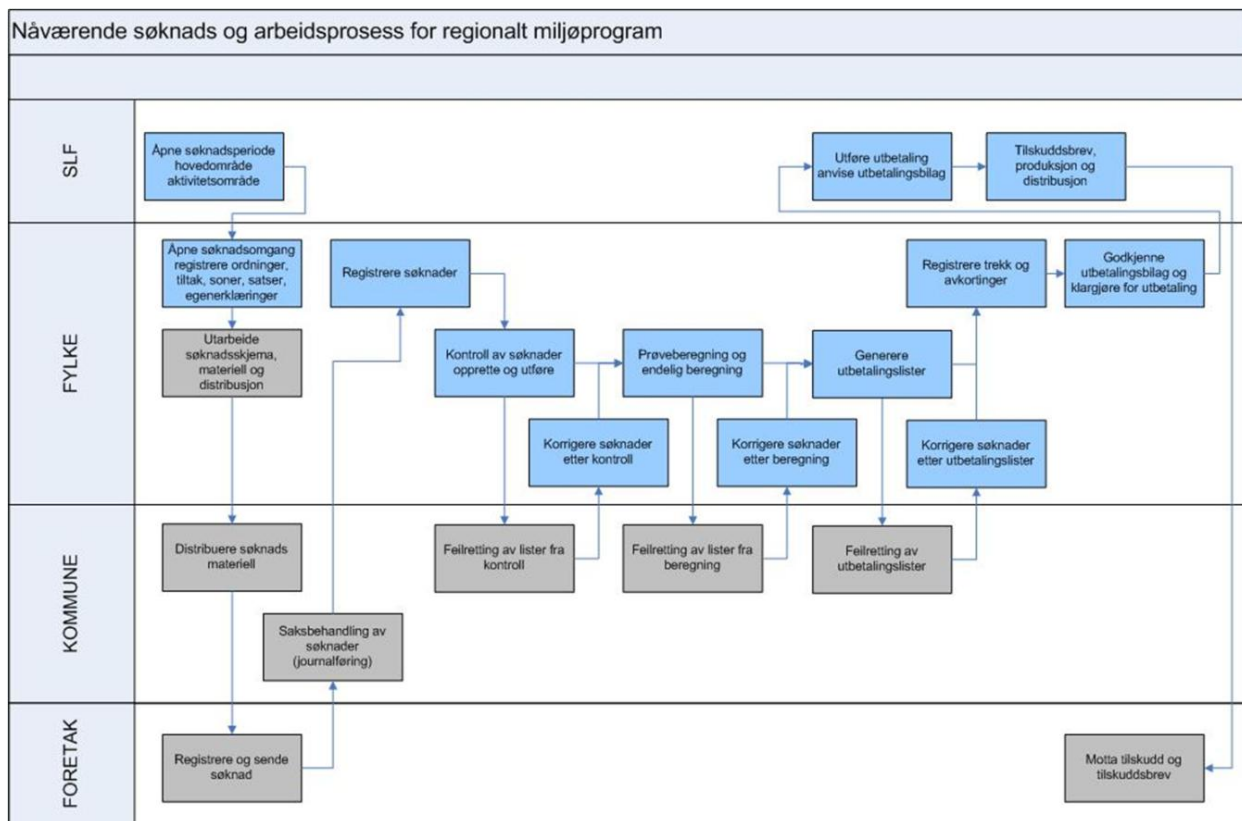 Nåværende søknads og arbeidsprosess for regionalt miljøprogram
SLF
Åpne søknadsperiode
hovedområde
aktivitetsområde
Utføre utbetaling
anvise utbetalingsbilag
Tilskuddsbrev,
produksjon og
distribusjon
FYLKE
Åpne søknadsomgang
registrere ordninger,
tiltak, soner, satser,
egenerklæringer
Registrere søknader
Registrere trekk og
avkortinger
Godkjenne
utbetalingsbilag og
klargjøre for utbetaling
Utarbeide
søknadsskjema,
materiell og
distribusjon
Kontroll av søknader
opprette og utføre
Prøveberegning og
endelig beregning
Generere
utbetalingslister
Korrigere søknader
etter kontroll
Korrigere søknader
etter beregning
Korrigere søknader
etter utbetalingslister
KOMMUNE
Distribuere søknads
materiell
Feilretting av lister fra
kontroll
Feilretting av lister fra
beregning
Feilretting av
utbetalingslister
Saksbehandling av
søknader
(journalføring)
FORETAK
Registrere og sende
søknad
Motta tilskudd og
tilskuddsbrev